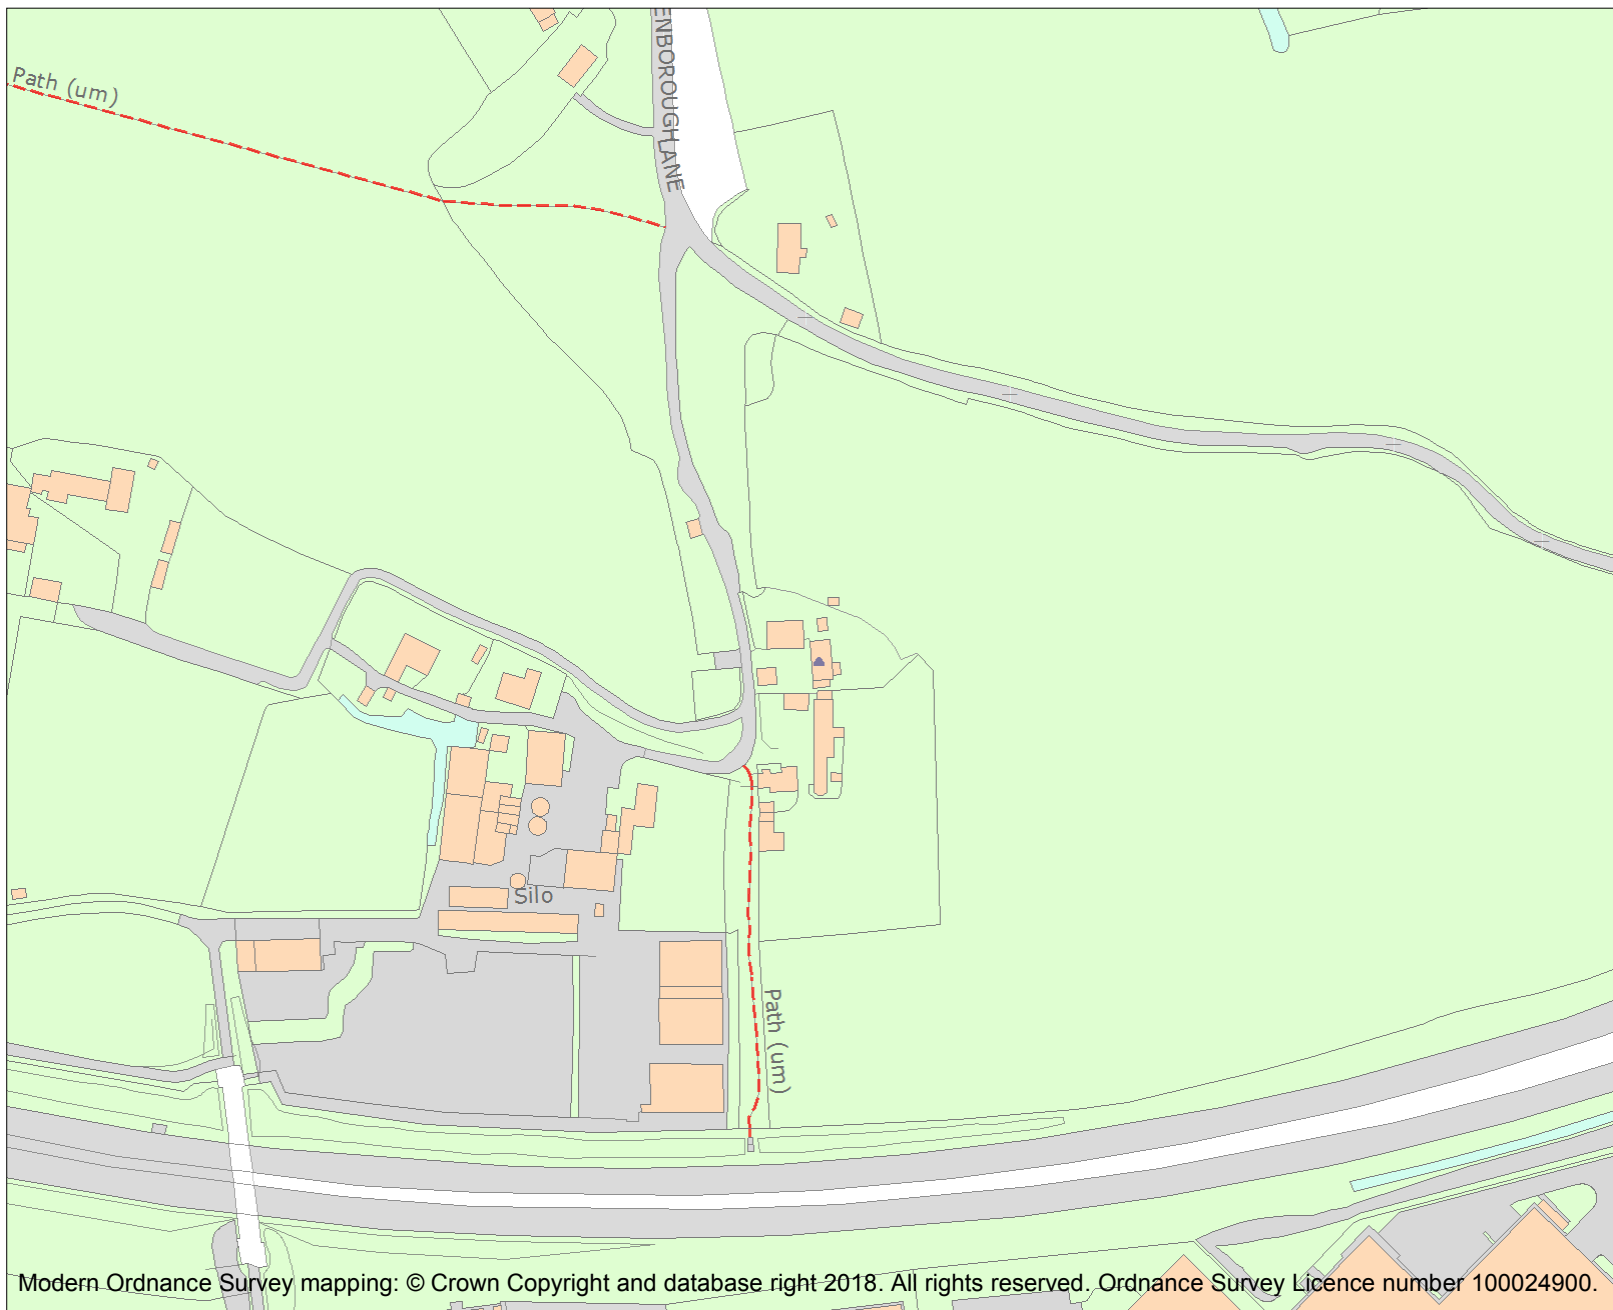 Path (um)
ENBOROUGH LANE
Silo
Path (um)
Modern Ordnance Survey mapping: © Crown Copyright and database right 2018. All rights reserved. Ordnance Survey Licence number 100024900.